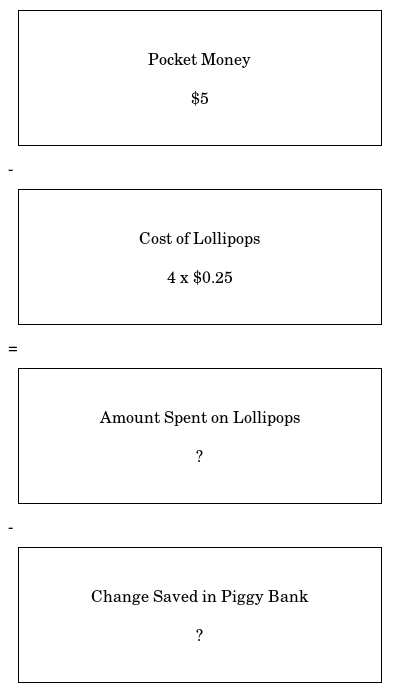 Pocket Money
$5
-
Cost of Lollipops
4 x $0.25
=
Amount Spent on Lollipops
?
-
Change Saved in Piggy Bank
?